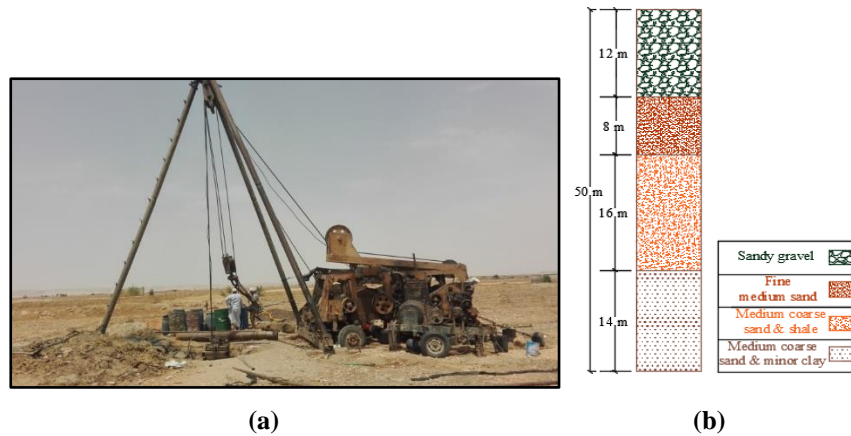 12 m
8 m
50 m
16 m
14 m
Sandy gravel
Fine
medium sand
Medium coarse
sand & shale
Medium coarse
sand & minor clay
(a)
(b)